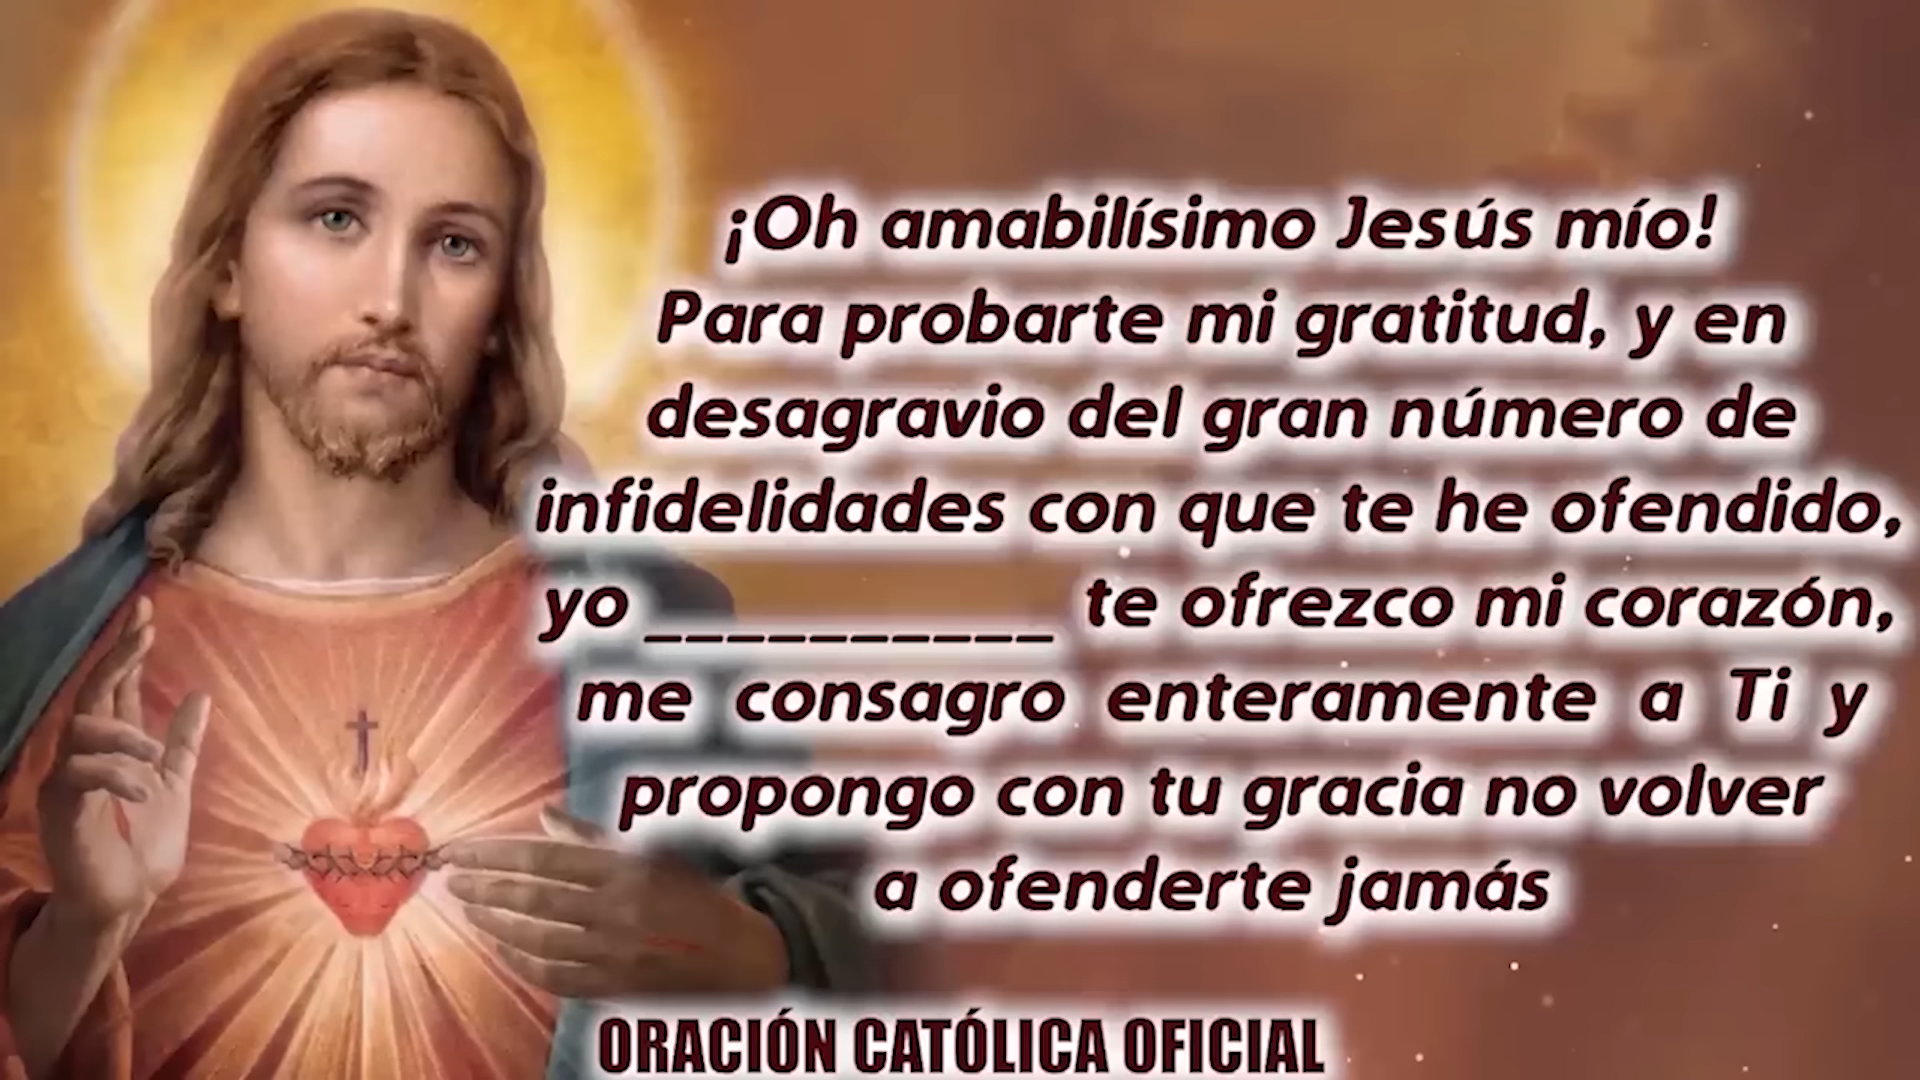 ¡Oh amabilísimo Jesús mío!
Para probarte mi gratitud, y en
desagravio del gran número de
infidelidades con que te he ofendido,
yo __________ te ofrezco mi corazón,
me consagro enteramente a Ti y
propongo con tu gracia no volver
a ofenderte jamás
ORACIÓN CATÓLICA OFICIAL